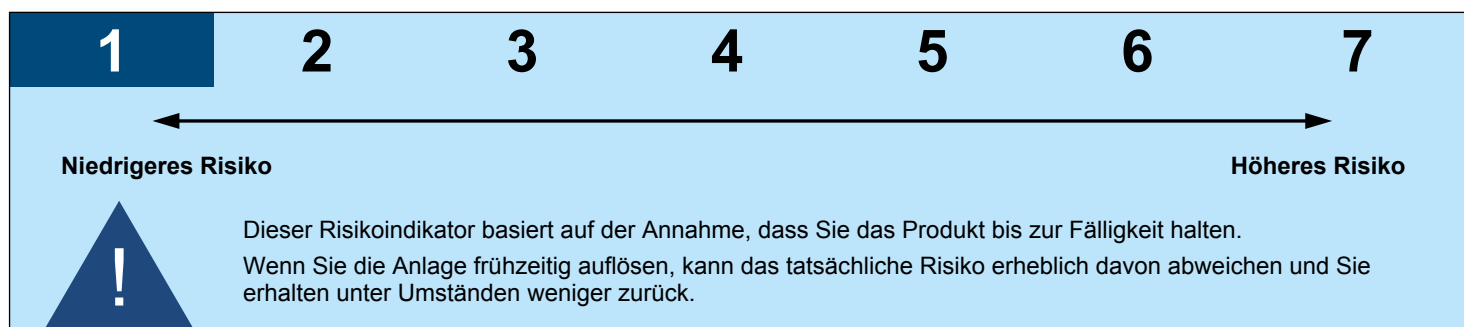 1 2 3 4 5 6 7
Niedrigeres Risiko Höheres Risiko
!
Dieser Risikoindikator basiert auf der Annahme, dass Sie das Produkt bis zur Fälligkeit halten.
Wenn Sie die Anlage frühzeitig auflösen, kann das tatsächliche Risiko erheblich davon abweichen und Sie
erhalten unter Umständen weniger zurück.